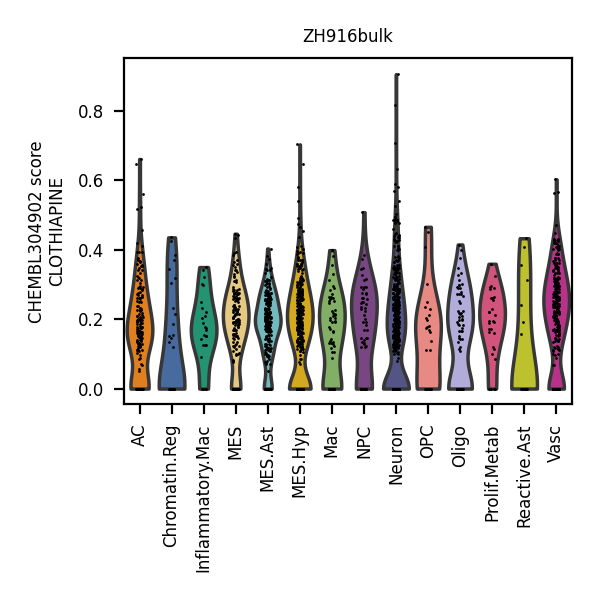 ZH916bulk
CHEMBL304902 score
CLOTHIAPINE
0.8
0.6
0.4
0.2
0.0
AC
Chromatin.Reg
Inflammatory.Mac
MES
MES.Ast
MES.Hyp
Mac
NPC
Neuron
OPC
Oligo
Prolif.Metab
Reactive.Ast
Vasc